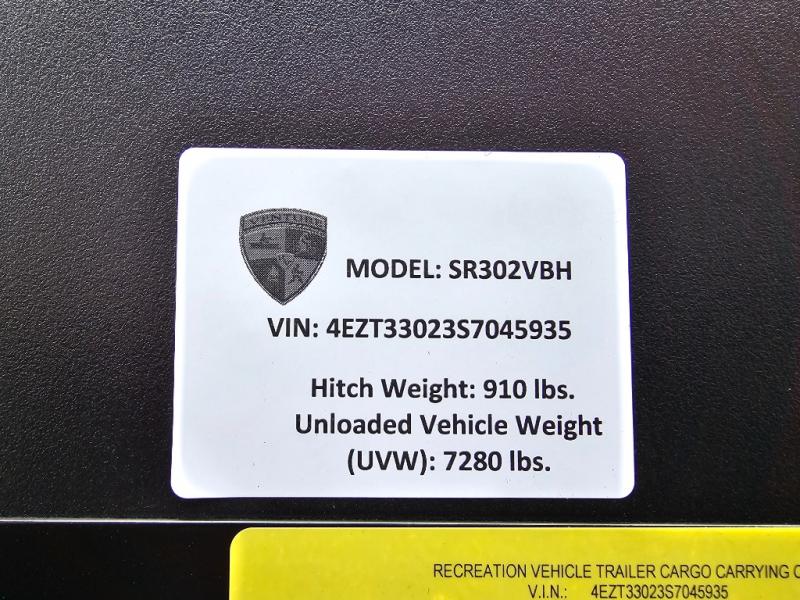 VENTURE
MODEL: SR302VBH
VIN: 4EZT33023S7045935
Hitch Weight: 910 lbs.
Unloaded Vehicle Weight
(UVW): 7280 lbs.
RECREATION VEHICLE TRAILER CARGO CARRYING
V.I.N.: 4EZT33023S7045935